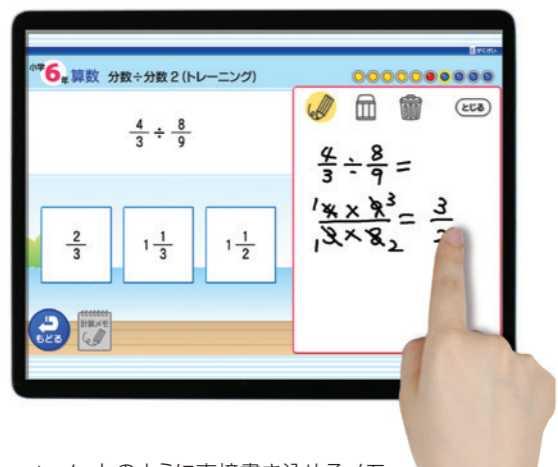 小学6年 算数 分数÷分数2(トレーニング)
4/3 ÷ 8/9
2/3
1 1/3
1 1/2
もどる
計算メモ
とじる
4/3 ÷ 8/9 =
1 4 × 9 3 / 1 3 × 8 2 = 3/2